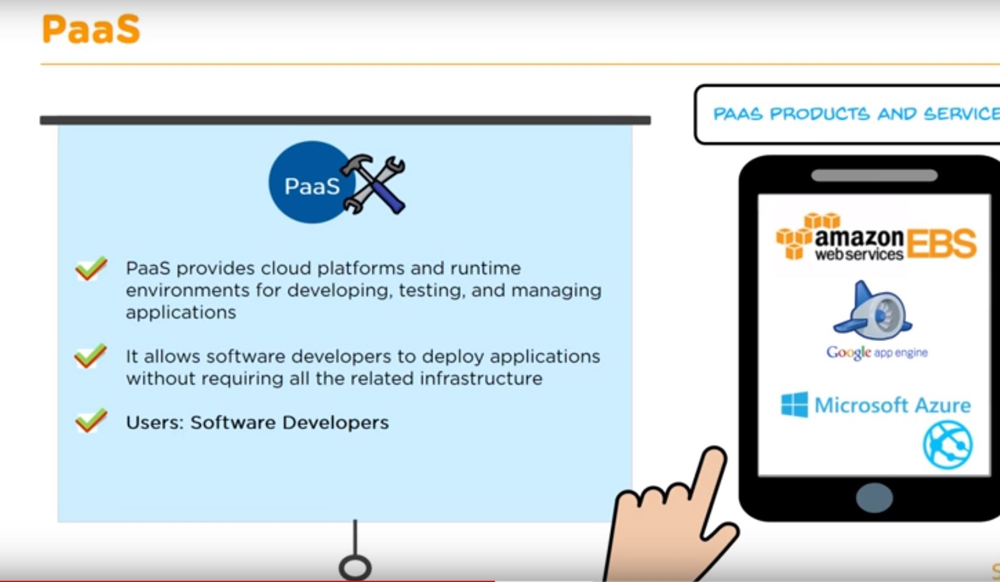 PaaS
PAAS PRODUCTS AND SERVICE
PaaS
PaaS provides cloud platforms and runtime
environments for developing, testing, and managing
applications
It allows software developers to deploy applications
without requiring all the related infrastructure
Users: Software Developers
amazon
web services
EBS
Google app engine
Microsoft Azure